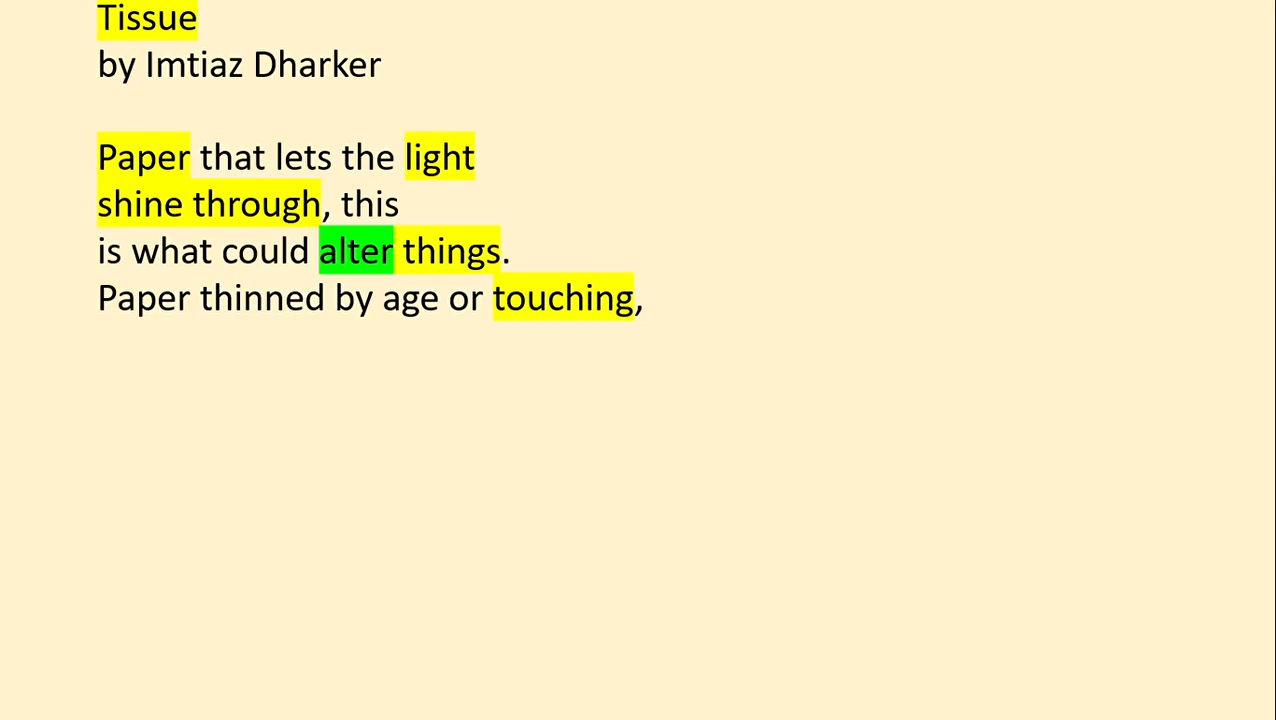 Tissue
by Imtiaz Dharker
Paper that lets the light
shine through, this
is what could alter things.
Paper thinned by age or touching,